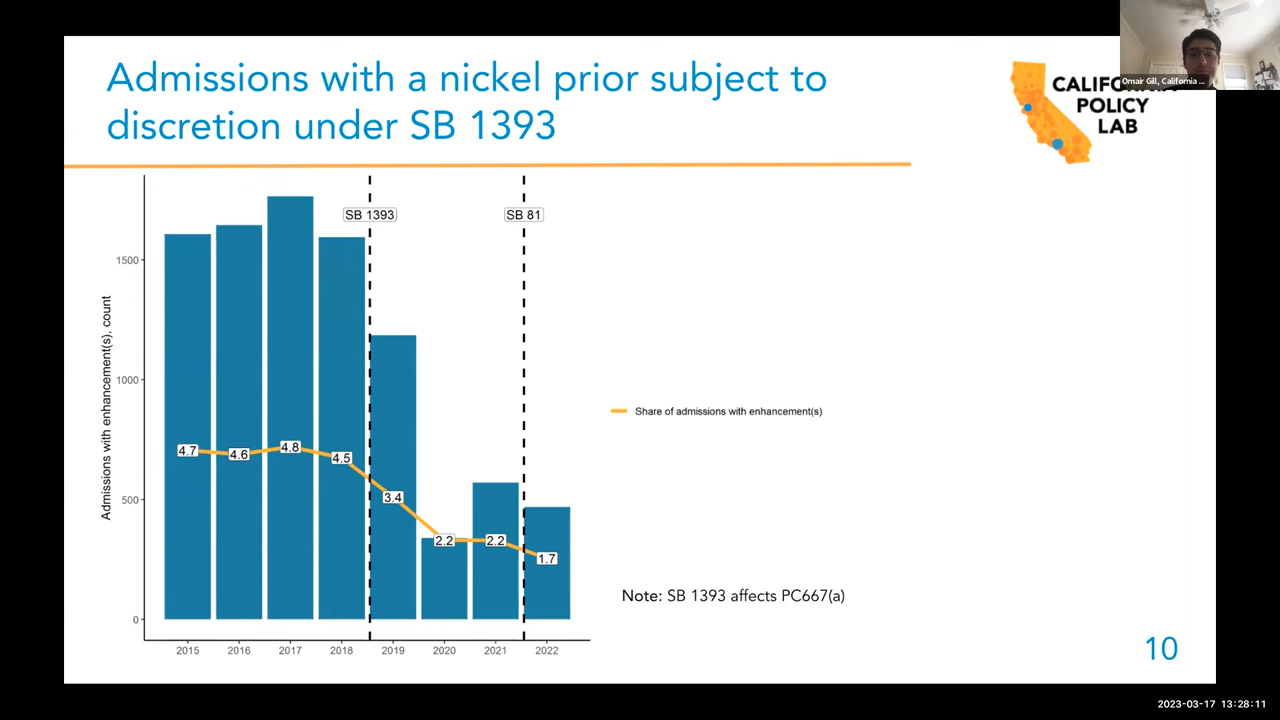 Admissions with a nickel prior subject to
discretion under SB 1393
CALIFORNIA
POLICY
LAB
Omair Gill, California ...
SB 1393
SB 81
1500
1000
500
0
Admissions with enhancement(s), count
4.7
4.6
4.8
4.5
3.4
2.2
2.2
1.7
2015
2016
2017
2018
2019
2020
2021
2022
Share of admissions with enhancement(s)
Note: SB 1393 affects PC667(a)
10
2023-03-17 13:28:11